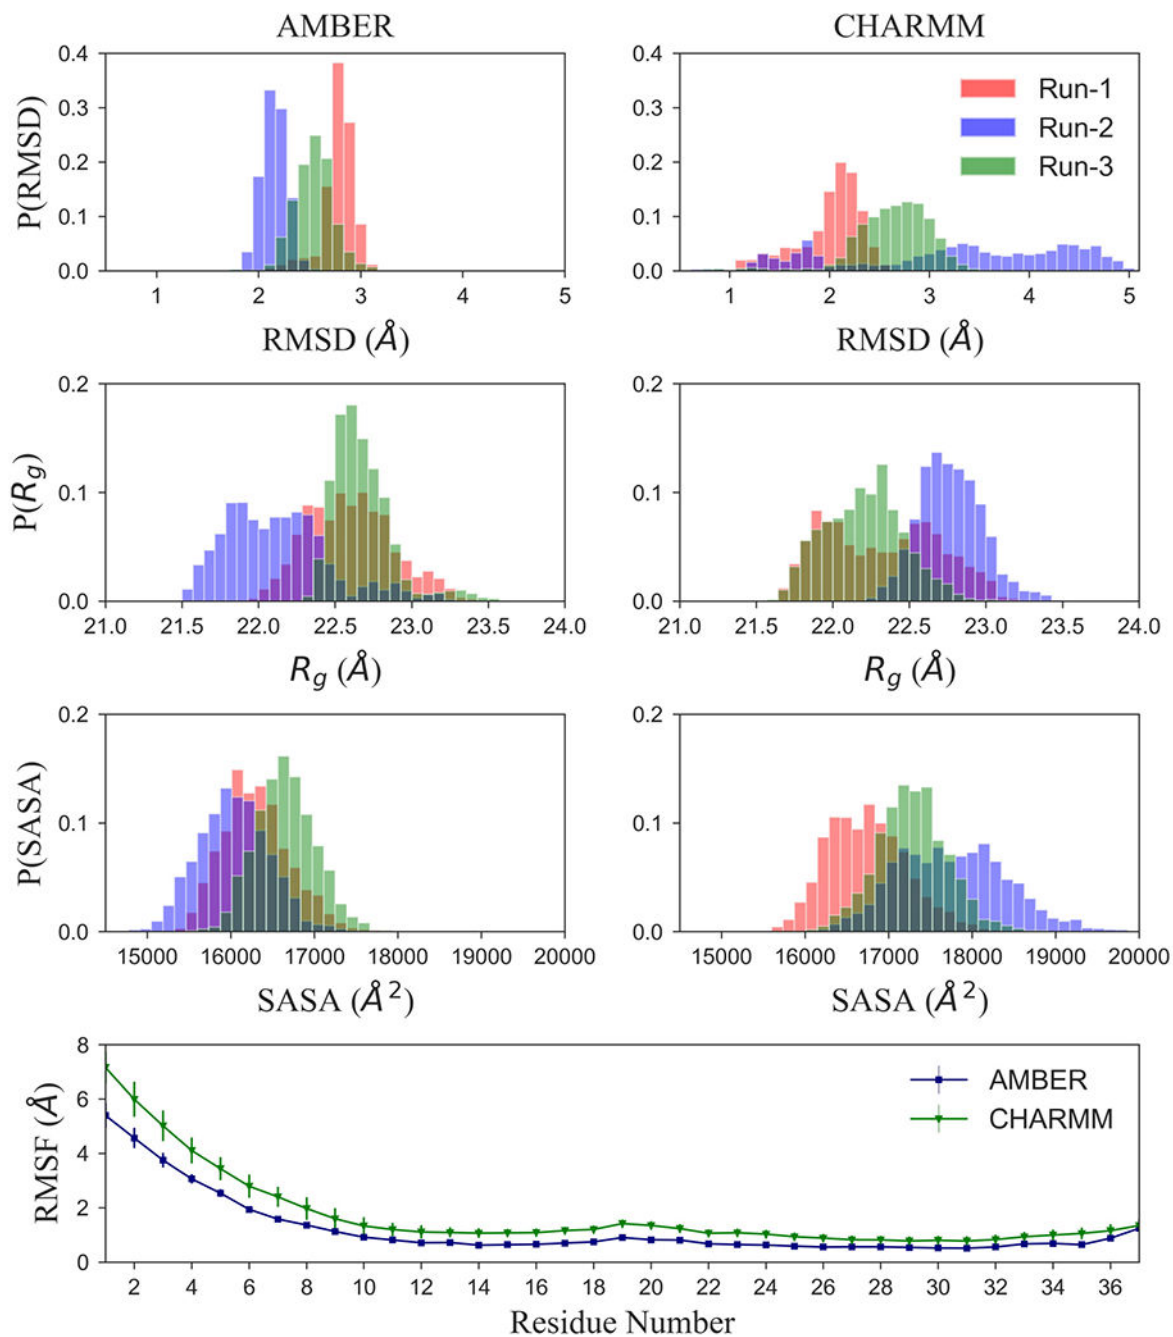 AMBER CHARMM
0.4 0.4
P(RMSD)
0.3 0.3
0.2 0.2
0.1 0.1
0.0 0.0
Run-1
Run-2
Run-3
1 2 3 4 5 1 2 3 4 5
RMSD (Å) RMSD (Å)
0.2 0.2
P(R_g)
0.1 0.1
0.0 0.0
21.0 21.5 22.0 22.5 23.0 23.5 24.0 21.0 21.5 22.0 22.5 23.0 23.5 24.0
R_g (Å) R_g (Å)
0.2 0.2
P(SASA)
0.1 0.1
0.0 0.0
15000 16000 17000 18000 19000 20000 15000 16000 17000 18000 19000 20000
SASA (Å²) SASA (Å²)
8
RMSF (Å)
6
4
2
0
AMBER
CHARMM
2 4 6 8 10 12 14 16 18 20 22 24 26 28 30 32 34 36
Residue Number